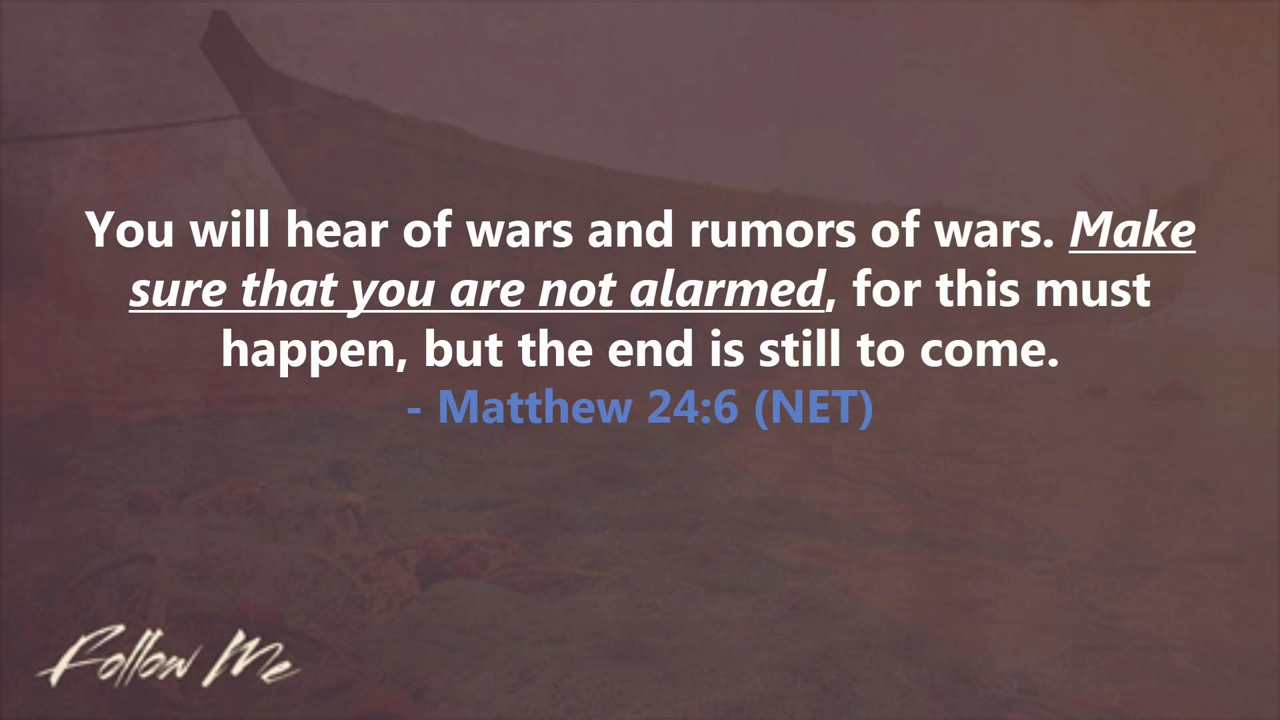 You will hear of wars and rumors of wars. Make
sure that you are not alarmed, for this must
happen, but the end is still to come.
- Matthew 24:6 (NET)
Follow Me